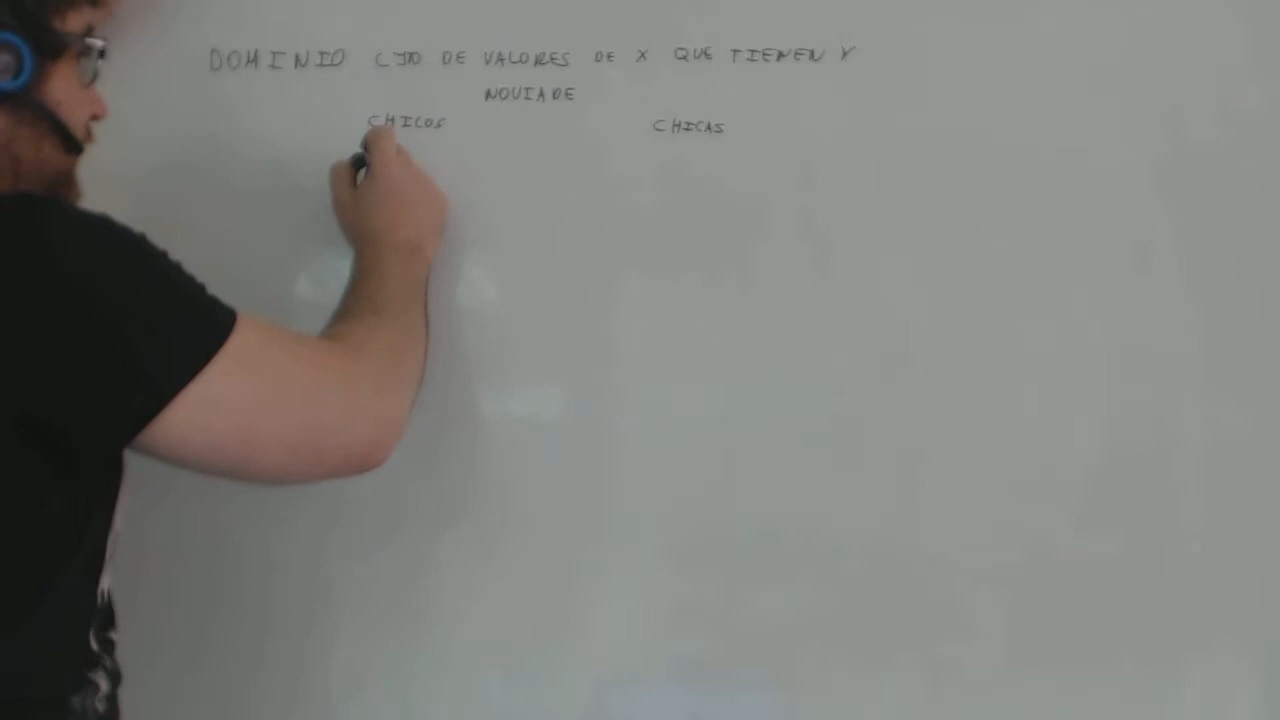 DOMINIO CJTO DE VALORES DE X QUE TIENEN Y
NOVIA DE
CHICOS CHICAS